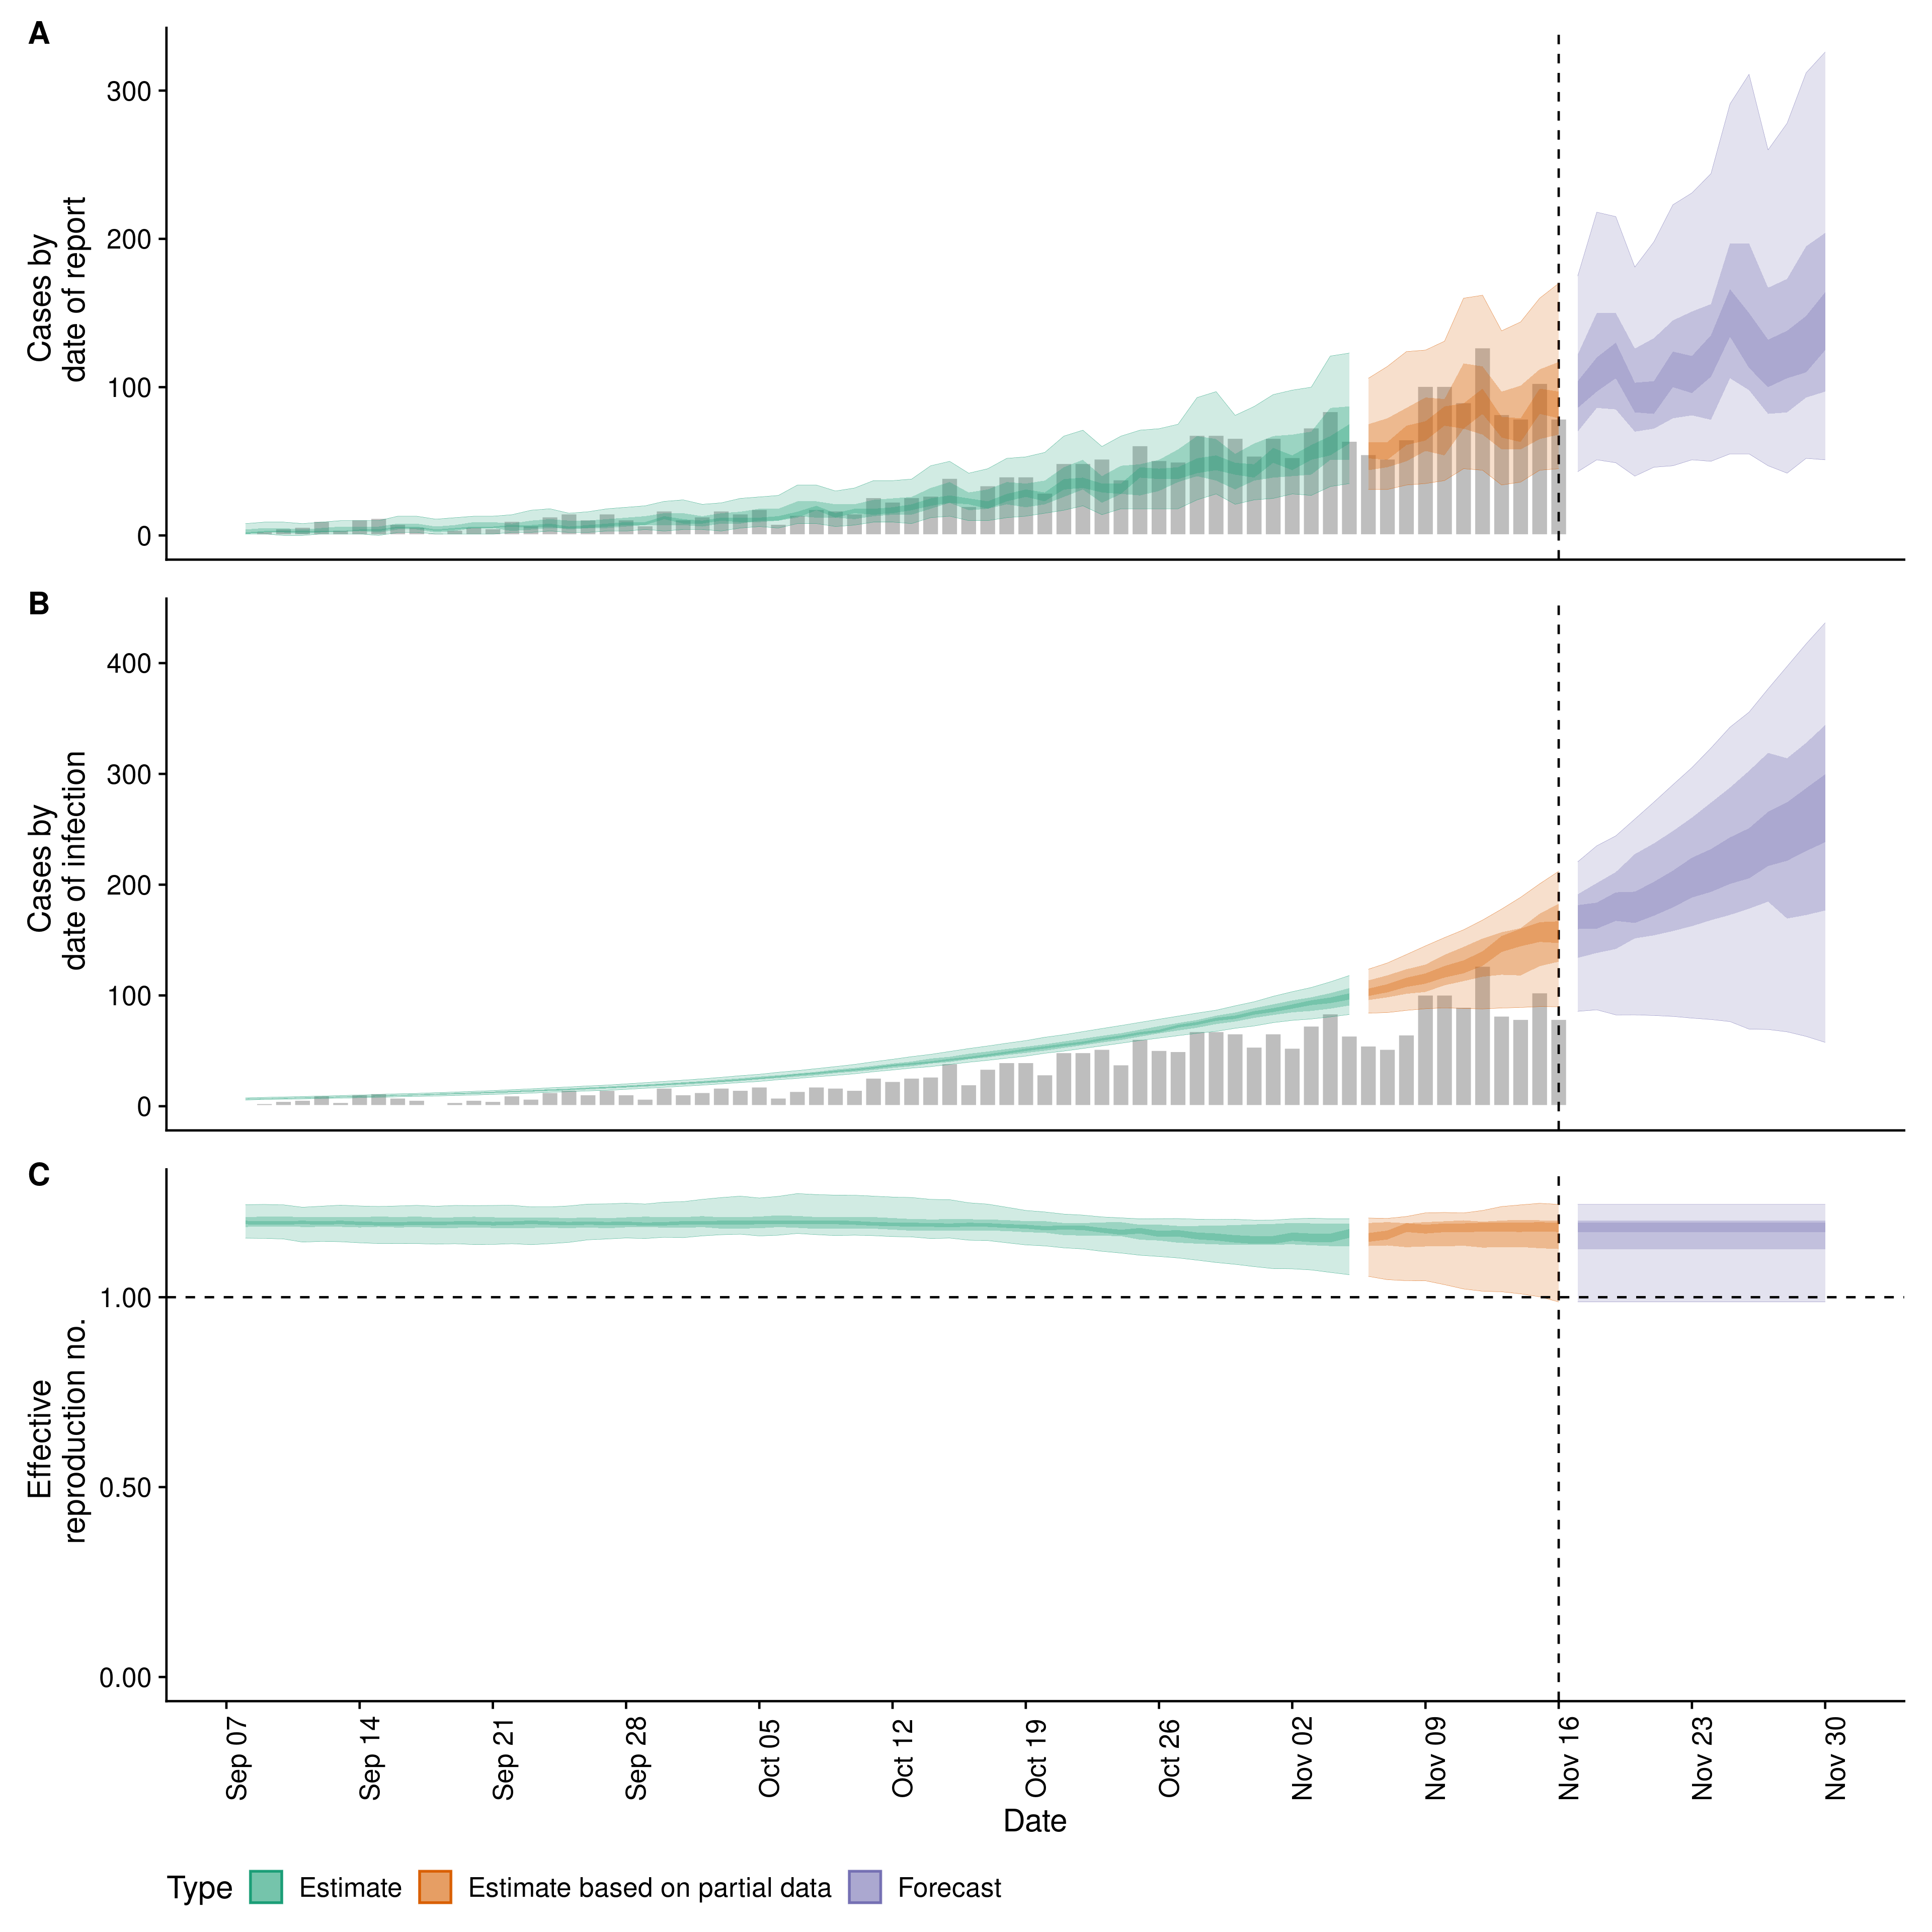 A
Cases by
date of report
300
200
100
0
B
Cases by
date of infection
400
300
200
100
0
C
Effective
reproduction no.
1.00
0.50
0.00
Sep 07
Sep 14
Sep 21
Sep 28
Oct 05
Oct 12
Oct 19
Oct 26
Nov 02
Nov 09
Nov 16
Nov 23
Nov 30
Date
Type Estimate Estimate based on partial data Forecast